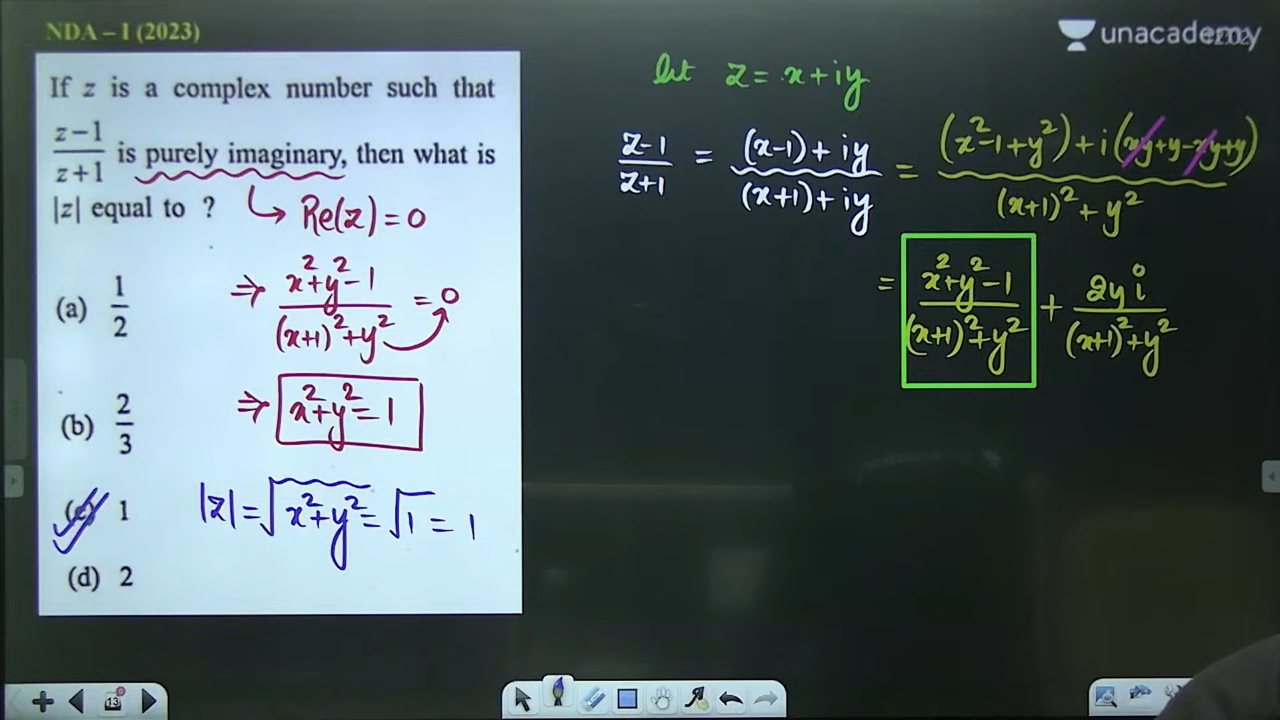 NDA – I (2023)
unacademy
12:02
If z is a complex number such that
z−1/z+1 is purely imaginary, then what is
|z| equal to ?
↳ Re(z) = 0
(a) 1/2
(b) 2/3
(c) 1
(d) 2
⇒ x²+y²−1/(x+1)²+y² = 0
⇒ x²+y² = 1
|z| = √x²+y² = √1 = 1
let z = x+iy
z−1/z+1 = (x−1)+iy/(x+1)+iy = (x²−1+y²)+i(xy+y−xy+y)/(x+1)²+y²
= x²+y²−1/(x+1)²+y² + 2yi/(x+1)²+y²
13